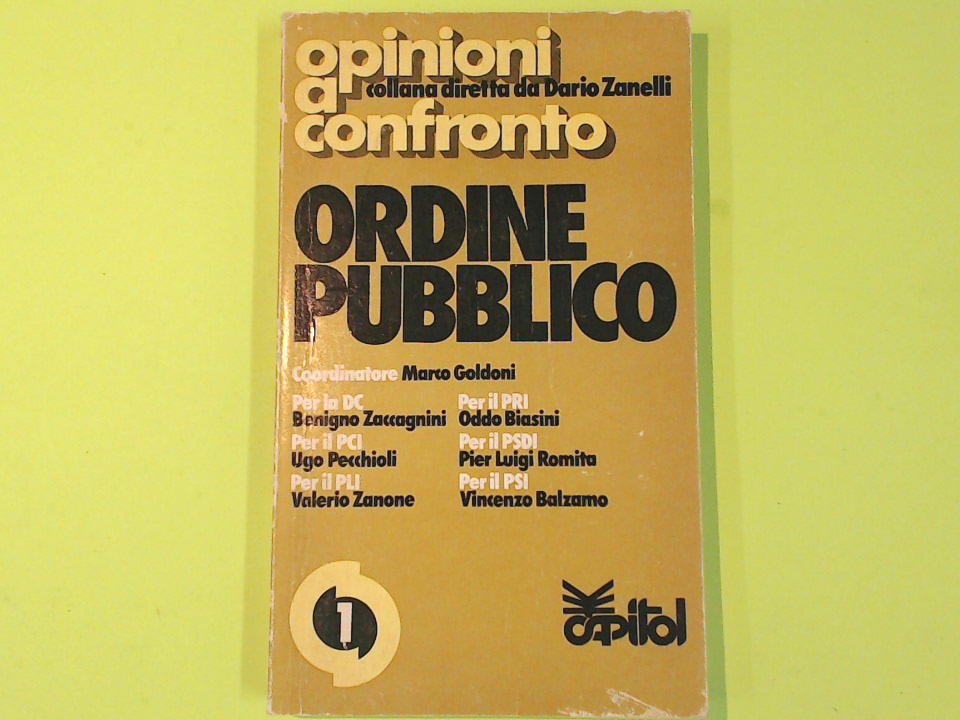 opinioni
a
collana diretta da Dario Zanelli
confronto
ORDINE
PUBBLICO
Coordinatore Marco Goldoni
Per la DC
Benigno Zaccagnini
Per il PCI
Ugo Pecchioli
Per il PLI
Valerio Zanone
Per il PRI
Oddo Biasini
Per il PSDI
Pier Luigi Romita
Per il PSI
Vincenzo Balzamo
1
Capitol